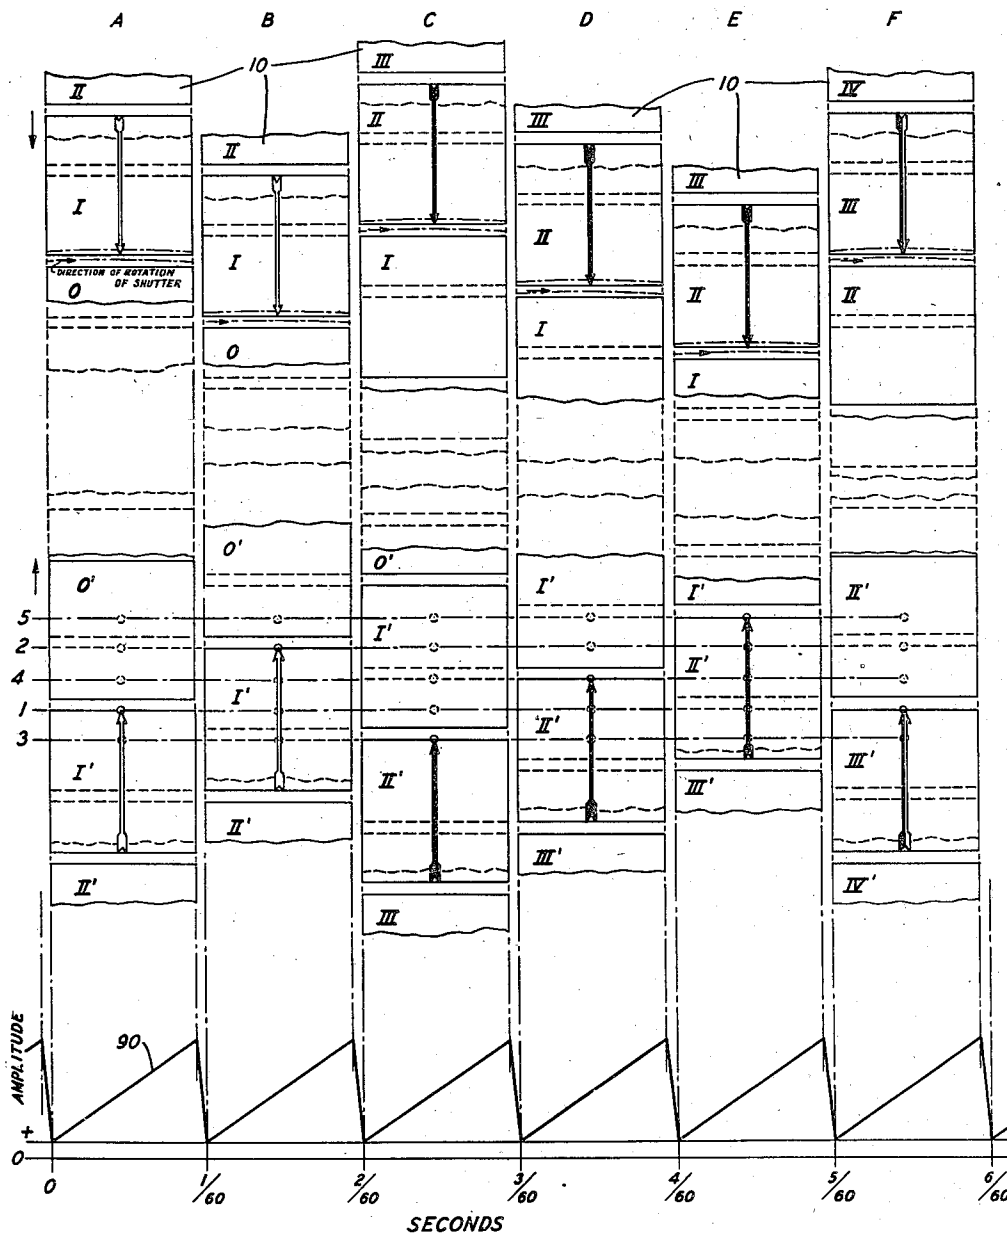 A B C D E F
10 10
II II III III III IV
I I II II II III
DIRECTION OF ROTATION
OF SHUTTER
O O I I I II
O' O' O' I' I' II'
5
2
4
1
3
I' I' I' II' II' III'
II' II' II' III' III' IV'
III
AMPLITUDE
90
+
0
0 1/60 2/60 3/60 4/60 5/60 6/60
SECONDS